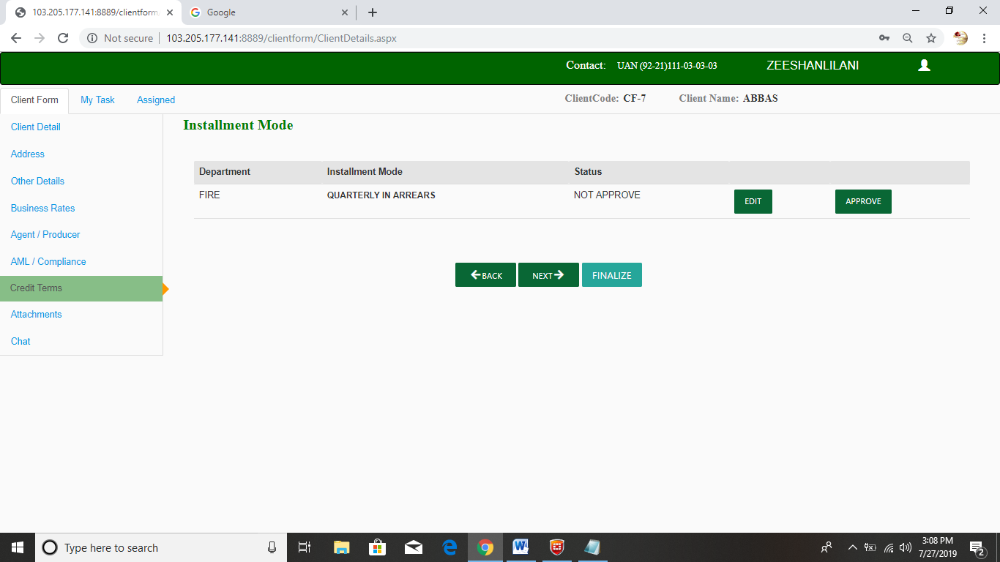 103.205.177.141:8889/clientform
Google
Not secure
103.205.177.141:8889/clientform/ClientDetails.aspx
Contact: UAN (92-21)111-03-03-03 ZEESHANLILANI
Client Form My Task Assigned ClientCode: CF-7 Client Name: ABBAS
Client Detail
Address
Other Details
Business Rates
Agent / Producer
AML / Compliance
Credit Terms
Attachments
Chat
Installment Mode
Department Installment Mode Status
FIRE QUARTERLY IN ARREARS NOT APPROVE EDIT APPROVE
BACK NEXT FINALIZE
Type here to search
3:08 PM
7/27/2019
2